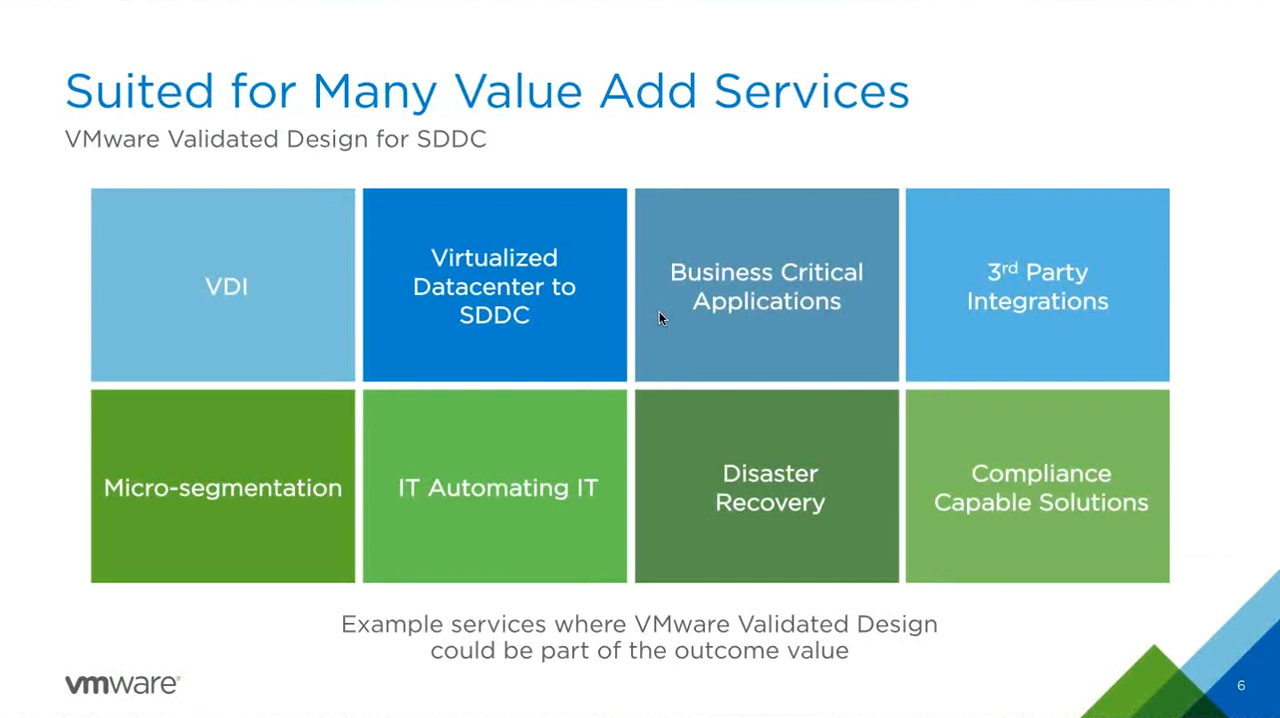 Suited for Many Value Add Services
VMware Validated Design for SDDC
VDI
Virtualized
Datacenter to
SDDC
Business Critical
Applications
3rd Party
Integrations
Micro-segmentation
IT Automating IT
Disaster
Recovery
Compliance
Capable Solutions
Example services where VMware Validated Design
could be part of the outcome value
vmware®
6